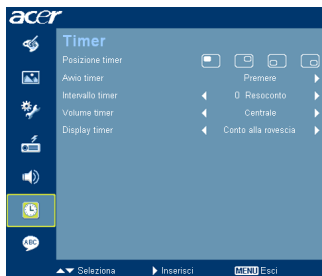 acer
Timer
Posizione timer
Avvio timer Premere
Intervallo timer 0 Resoconto
Volume timer Centrale
Display timer Conto alla rovescia
ABC
Seleziona Inserisci MENU Esci